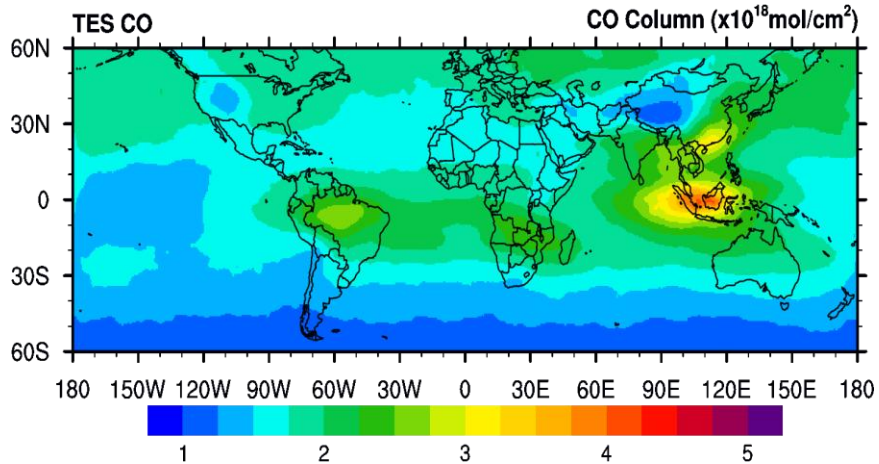 TES CO CO Column (x10¹⁸mol/cm²)
60N
30N
0
30S
60S
180 150W 120W 90W 60W 30W 0 30E 60E 90E 120E 150E 180
1 2 3 4 5